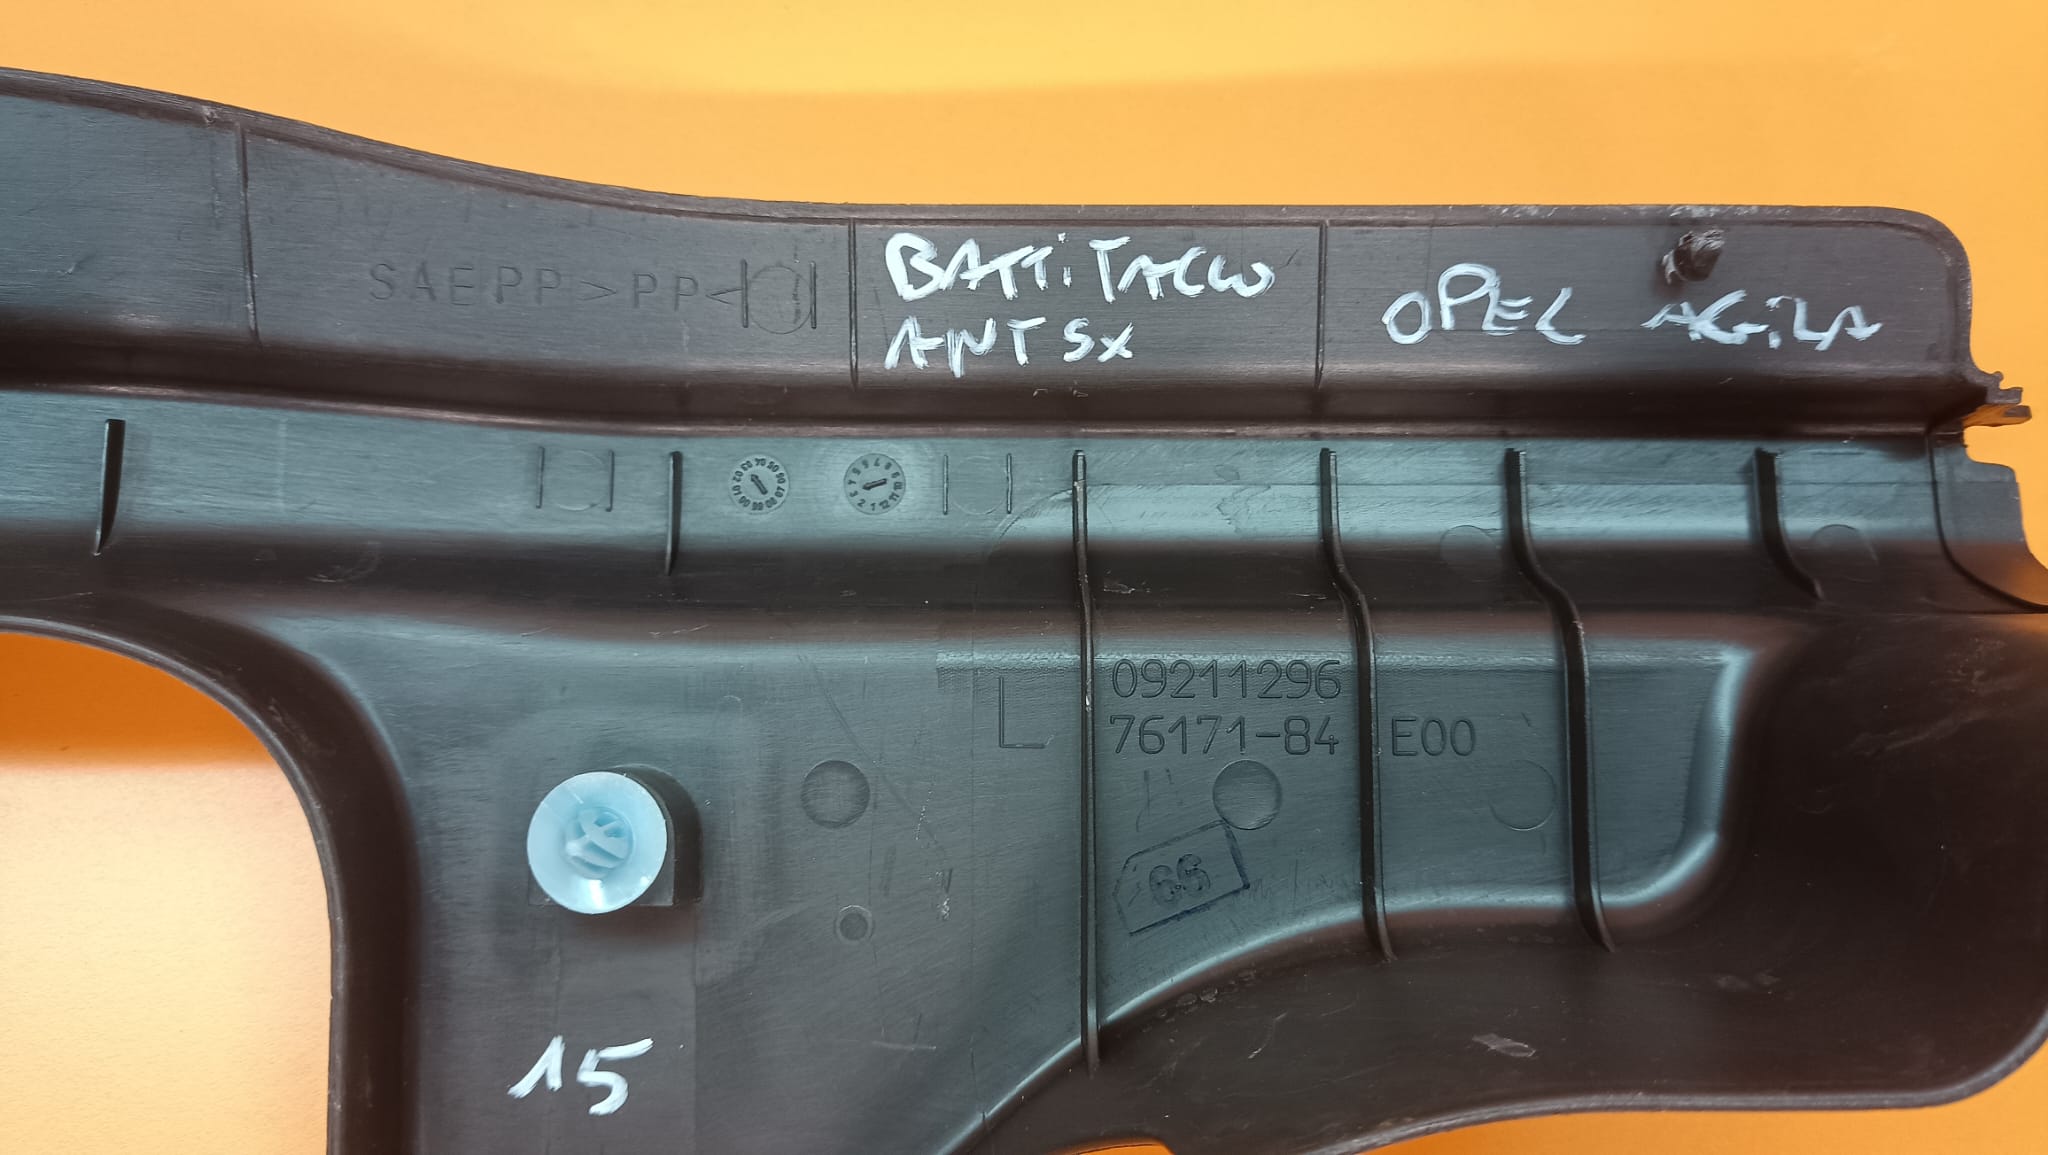 SAEPP>PP<
BATTiTACCO
ANT SX
OPEL AGiLA
L
09211296
76171-84 E00
66
15